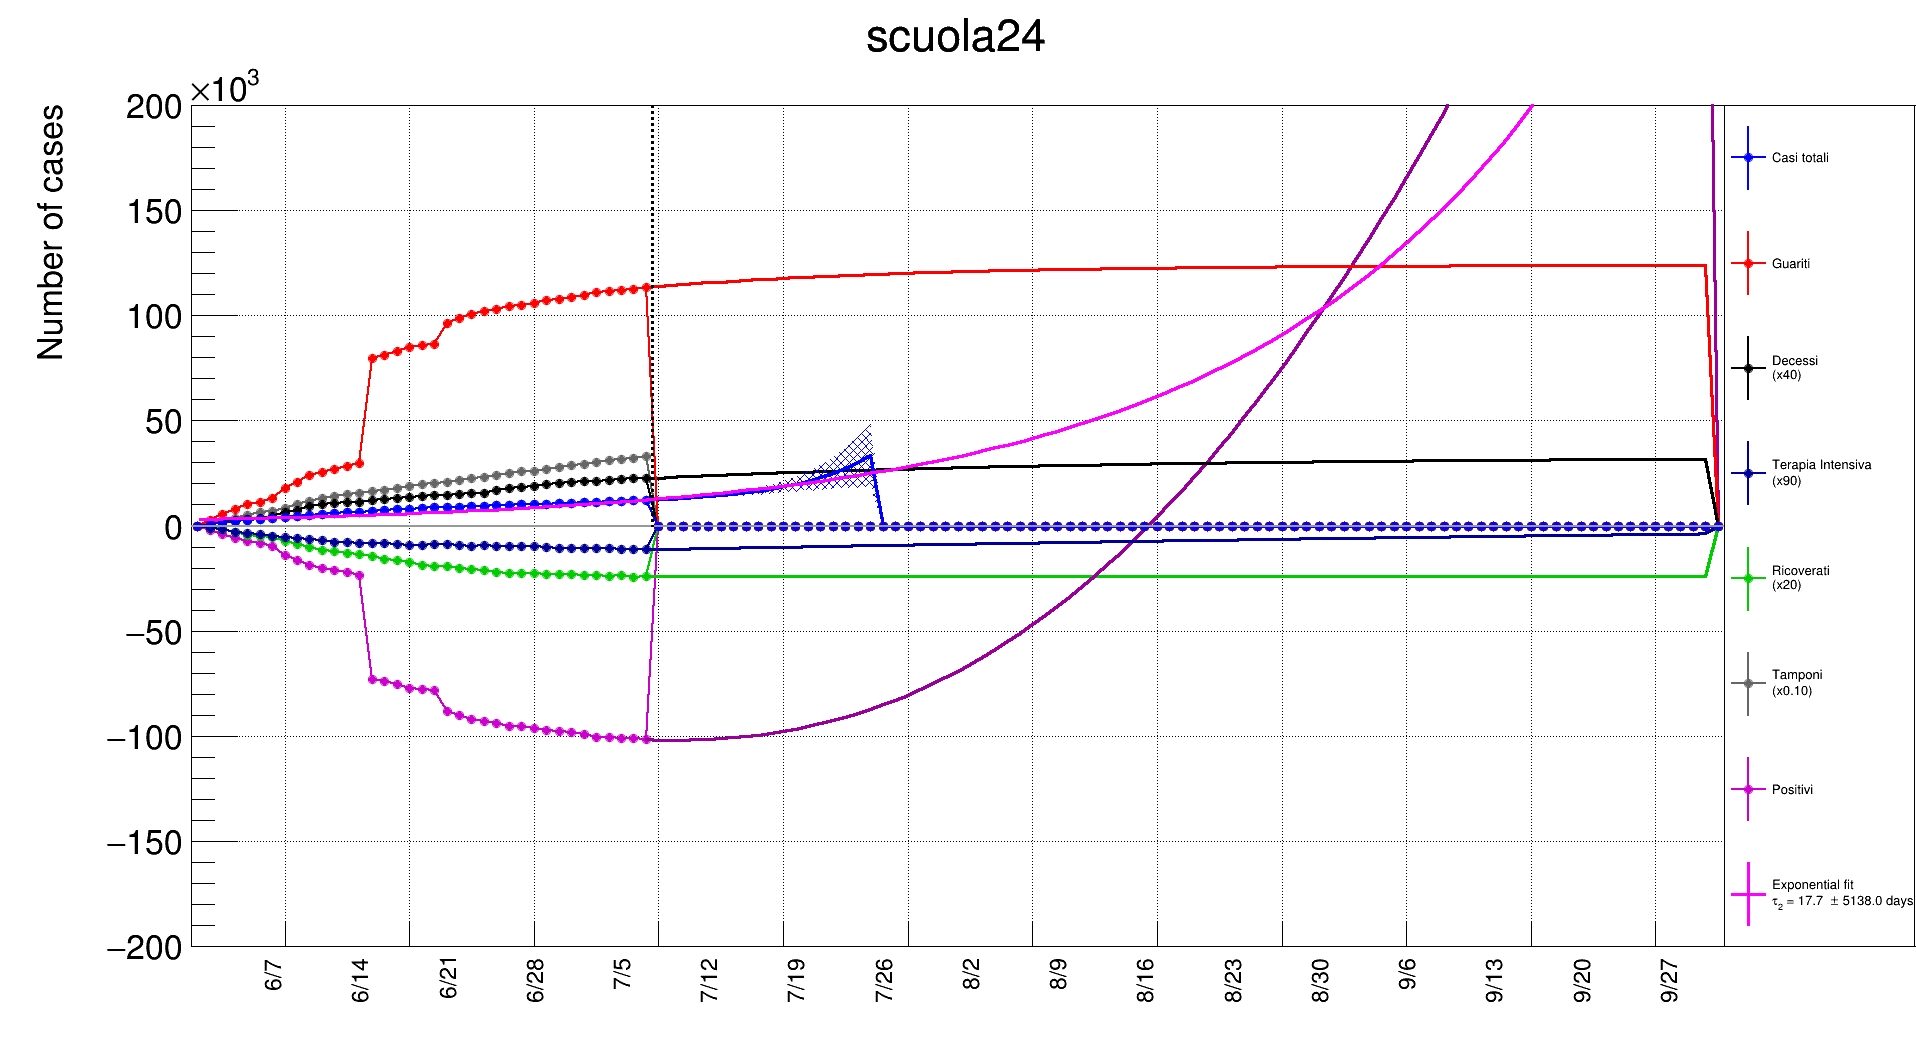 scuola24
×10³
Number of cases
200
150
100
50
0
−50
−100
−150
−200
6/7
6/14
6/21
6/28
7/5
7/12
7/19
7/26
8/2
8/9
8/16
8/23
8/30
9/6
9/13
9/20
9/27
Casi totali
Guariti
Decessi
(x40)
Terapia Intensiva
(x90)
Ricoverati
(x20)
Tamponi
(x0.10)
Positivi
Exponential fit
τ₂ = 17.7 ± 5138.0 days